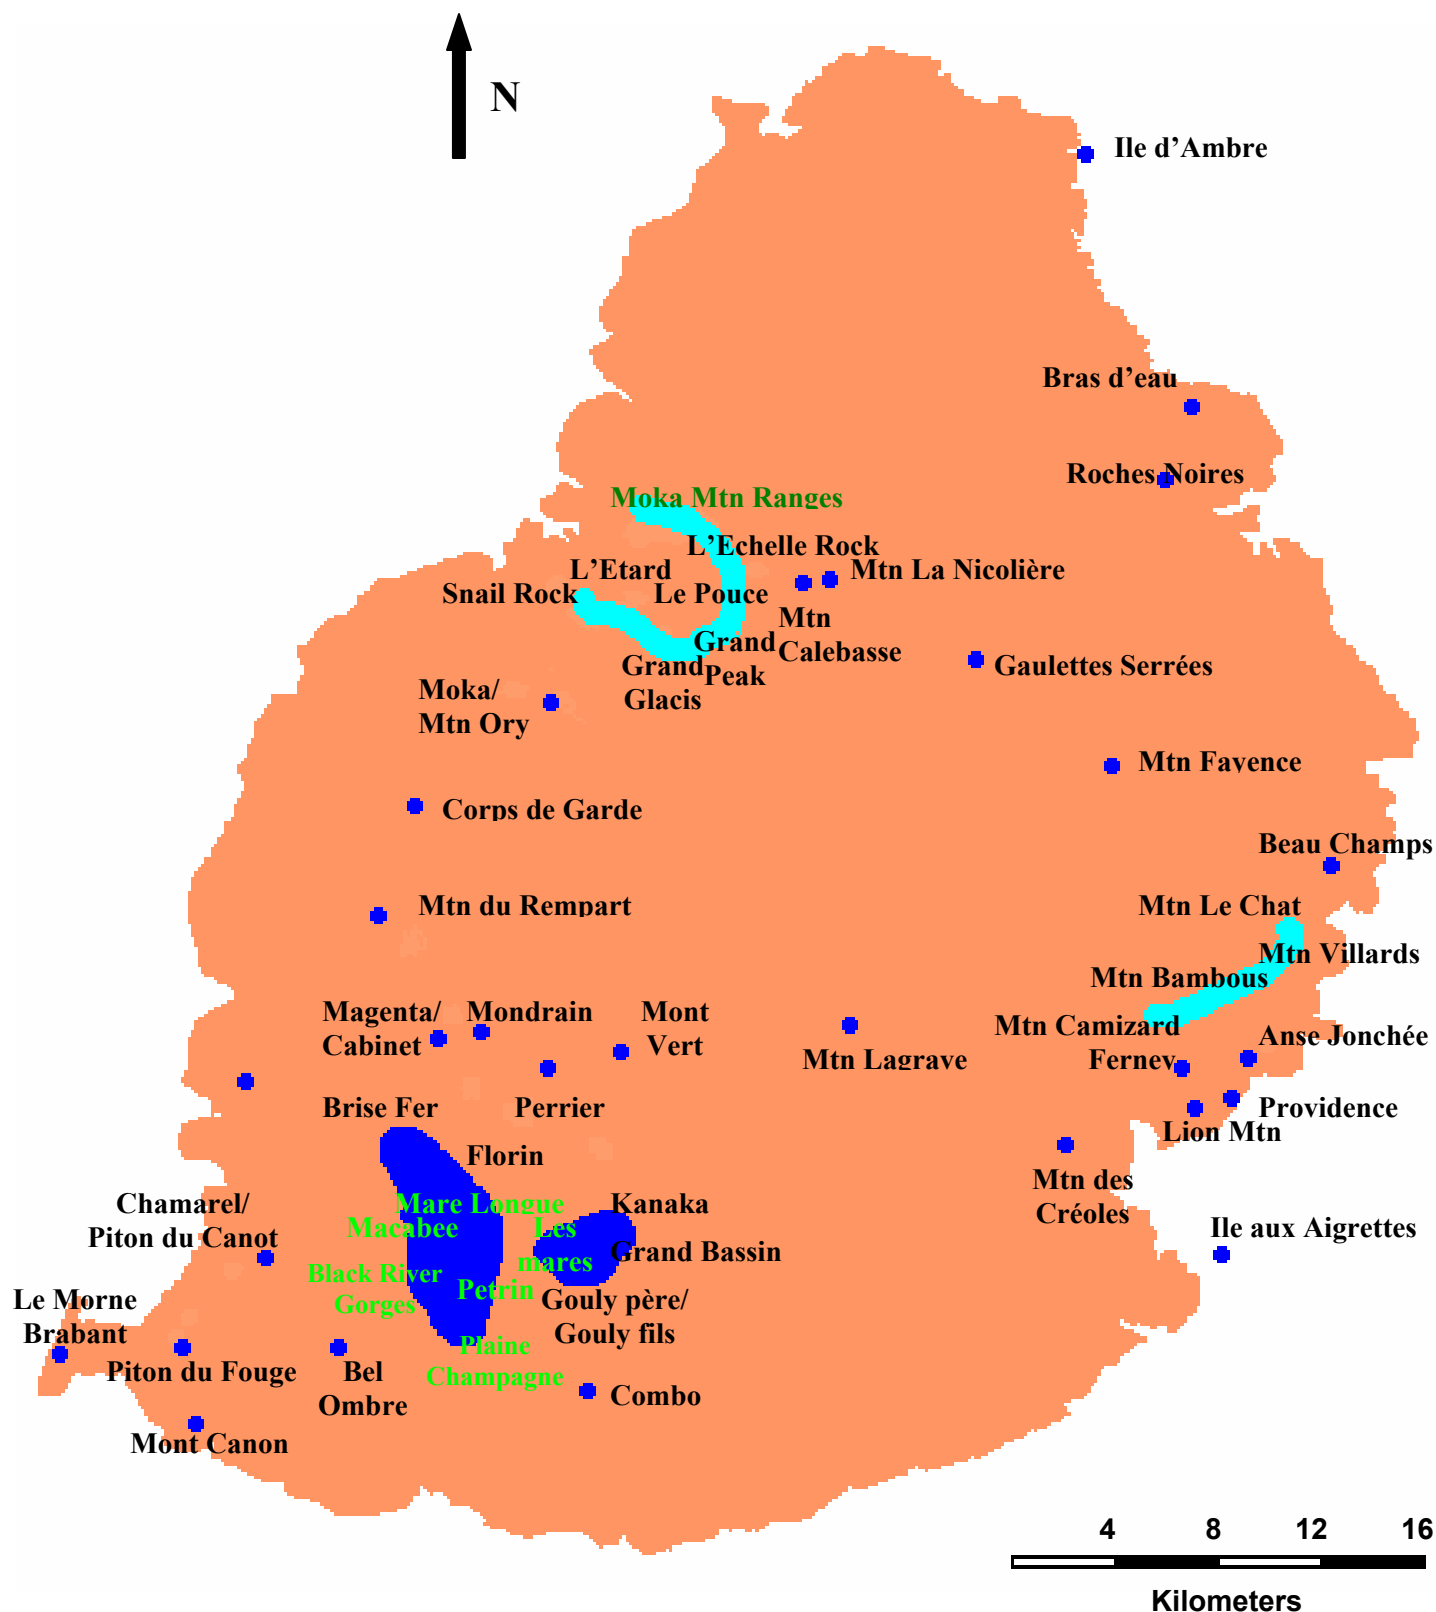 N
Ile d’Ambre
Bras d’eau
Roches Noires
Moka Mtn Ranges
L’Echelle Rock
L’Etard
Mtn La Nicolière
Snail Rock
Le Pouce
Mtn
Calebasse
Grand
Peak
Grand
Glacis
Gaulettes Serrées
Moka/
Mtn Ory
Mtn Favence
Corps de Garde
Beau Champs
Mtn du Rempart
Mtn Le Chat
Mtn Villards
Mtn Bambous
Magenta/
Cabinet
Mondrain
Mont
Vert
Mtn Camizard
Mtn Lagrave
Anse Jonchée
Ferney
Brise Fer
Perrier
Providence
Lion Mtn
Florin
Mtn des
Créoles
Chamarel/
Piton du Canot
Mare Longue
Macabee
Kanaka
Les
mares
Grand Bassin
Ile aux Aigrettes
Black River
Gorges
Petrin
Le Morne
Brabant
Gouly père/
Gouly fils
Plaine
Champagne
Piton du Fouge
Bel
Ombre
Combo
Mont Canon
4 8 12 16
Kilometers